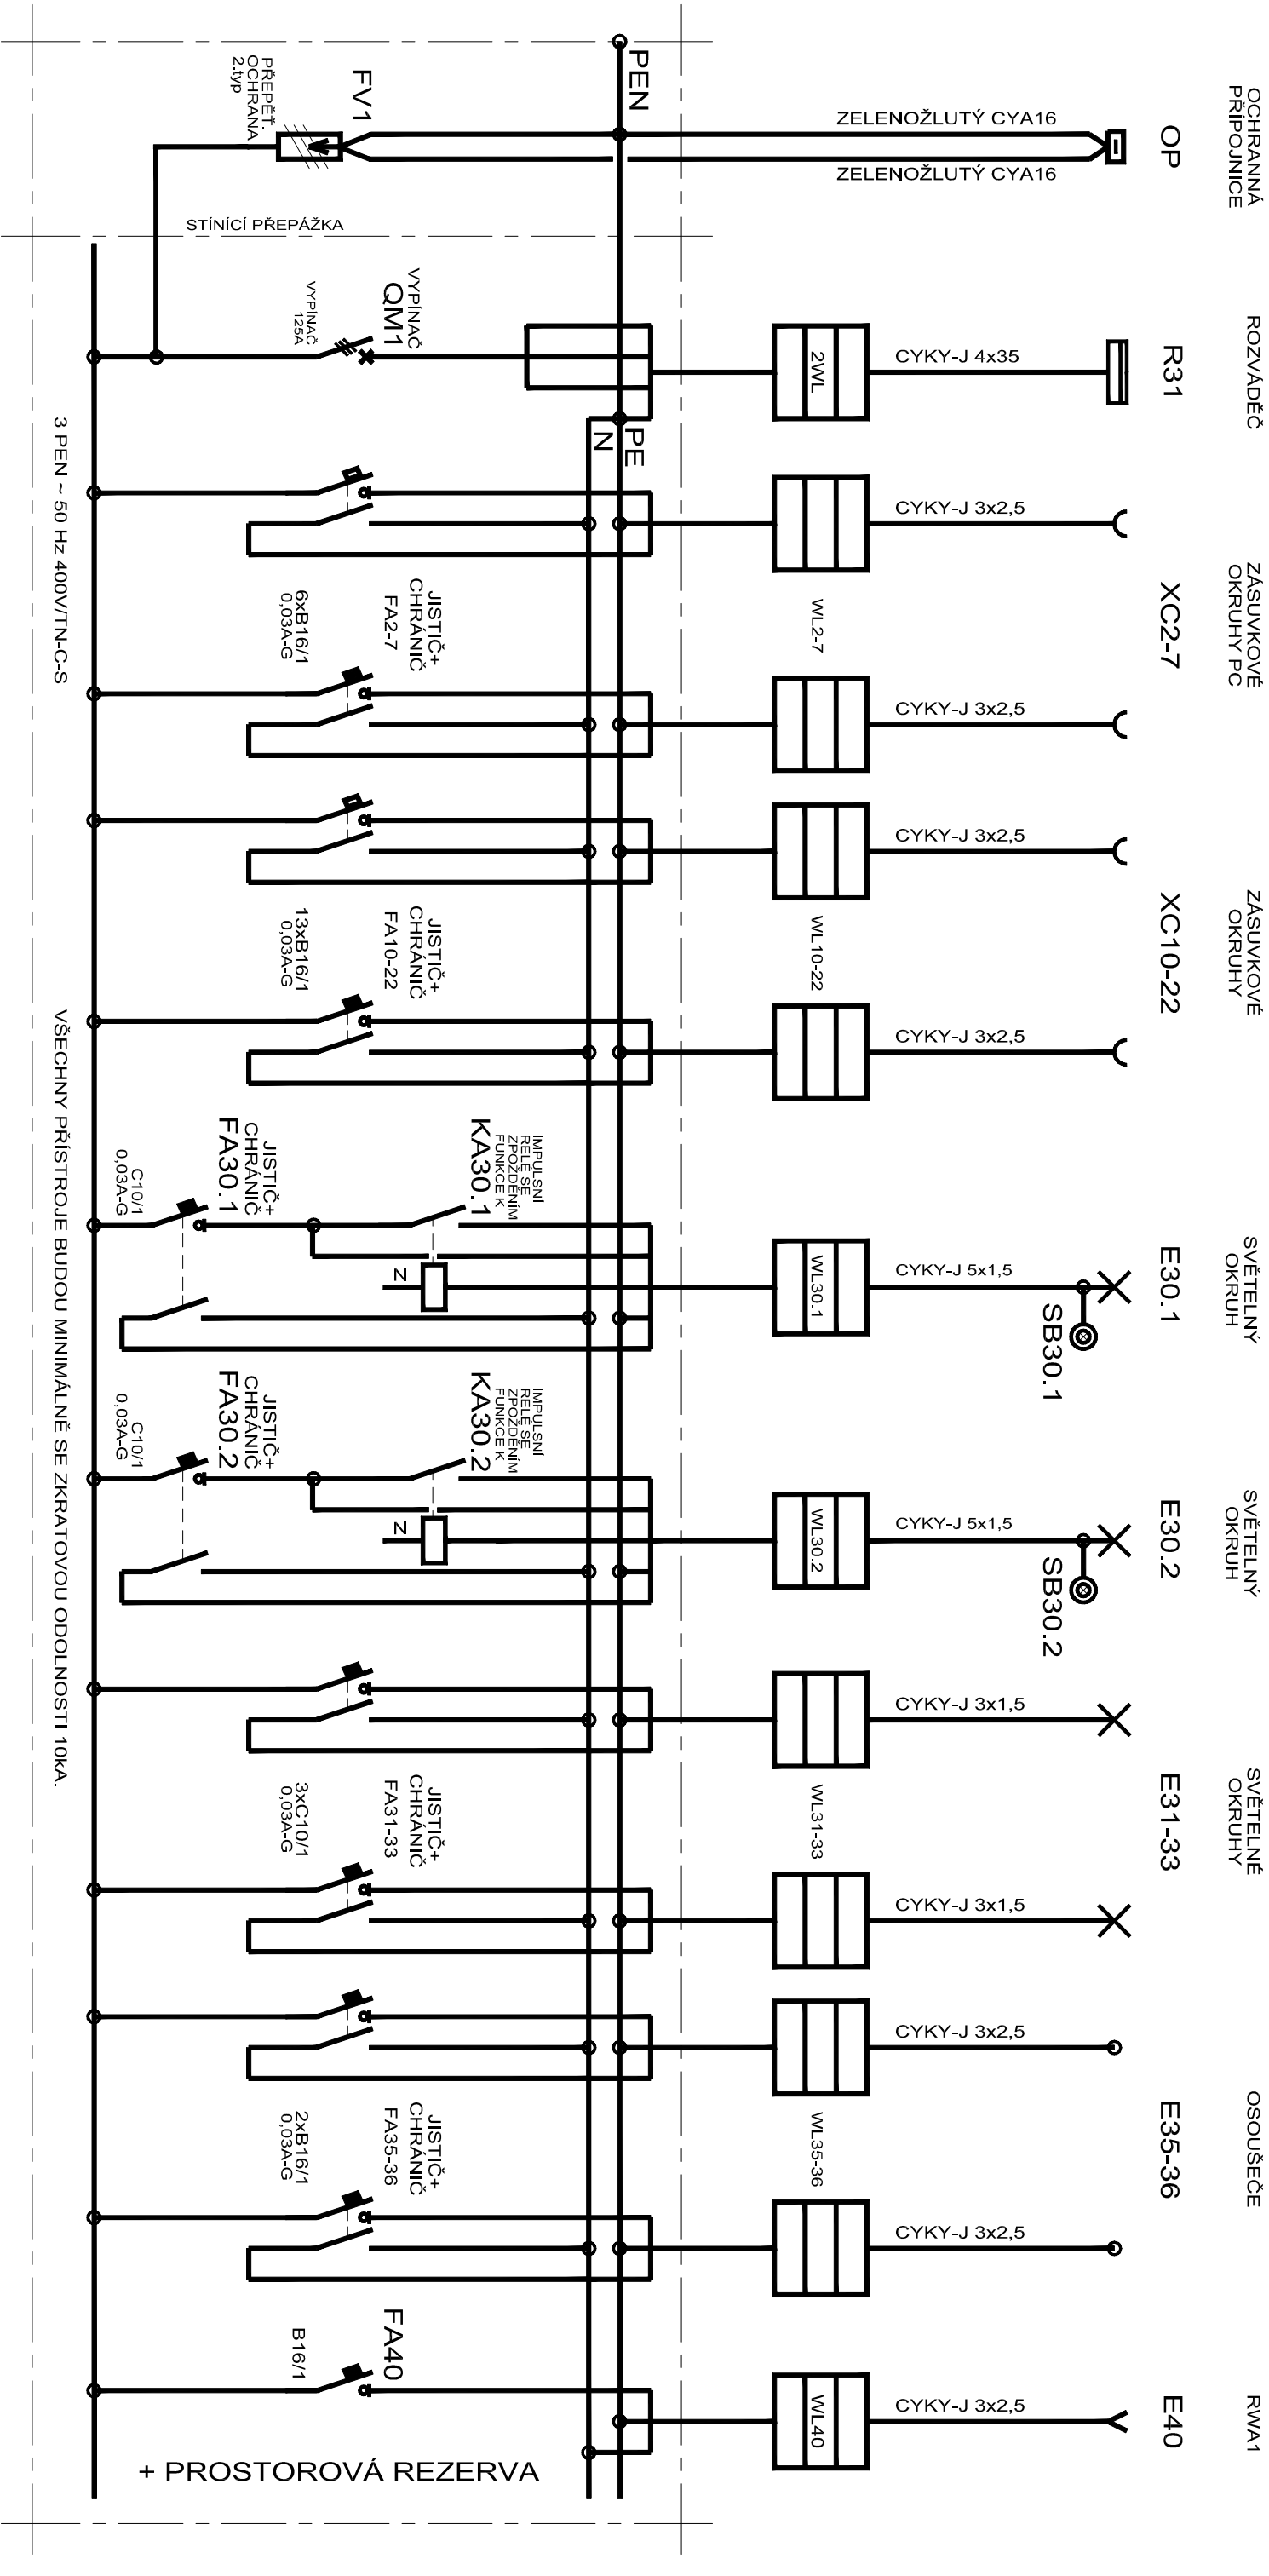 OCHRANNÁ
PŘÍPOJNICE
OP
ZELENOŽLUTÝ CYA16
ZELENOŽLUTÝ CYA16
PEN
FV1
PŘEPĚŤ.
OCHRANA
2.typ
STÍNÍCÍ PŘEPÁŽKA
ROZVÁDĚČ
R31
CYKY-J 4x35
2WL
VYPÍNAČ
QM1
VYPÍNAČ
125A
PE
N
ZÁSUVKOVÉ
OKRUHY PC
XC2-7
CYKY-J 3x2,5
CYKY-J 3x2,5
WL2-7
JISTIČ+
CHRÁNIČ
FA2-7
6xB16/1
0,03A-G
ZÁSUVKOVÉ
OKRUHY
XC10-22
CYKY-J 3x2,5
CYKY-J 3x2,5
WL10-22
JISTIČ+
CHRÁNIČ
FA10-22
13xB16/1
0,03A-G
SVĚTELNÝ
OKRUH
E30.1
SB30.1
CYKY-J 5x1,5
WL30.1
IMPULSNÍ
RELÉ SE
ZPOŽDĚNÍM
FUNKCE K
KA30.1
N
JISTIČ+
CHRÁNIČ
FA30.1
C10/1
0,03A-G
SVĚTELNÝ
OKRUH
E30.2
SB30.2
CYKY-J 5x1,5
WL30.2
IMPULSNÍ
RELÉ SE
ZPOŽDĚNÍM
FUNKCE K
KA30.2
N
JISTIČ+
CHRÁNIČ
FA30.2
C10/1
0,03A-G
SVĚTELNÉ
OKRUHY
E31-33
CYKY-J 3x1,5
CYKY-J 3x1,5
WL31-33
JISTIČ+
CHRÁNIČ
FA31-33
3xC10/1
0,03A-G
OSOUŠEČE
E35-36
CYKY-J 3x2,5
CYKY-J 3x2,5
WL35-36
JISTIČ+
CHRÁNIČ
FA35-36
2xB16/1
0,03A-G
RWA1
E40
CYKY-J 3x2,5
WL40
FA40
B16/1
+ PROSTOROVÁ REZERVA
3 PEN ~ 50 Hz 400V/TN-C-S
VŠECHNY PŘÍSTROJE BUDOU MINIMÁLNĚ SE ZKRATOVOU ODOLNOSTI 10kA.